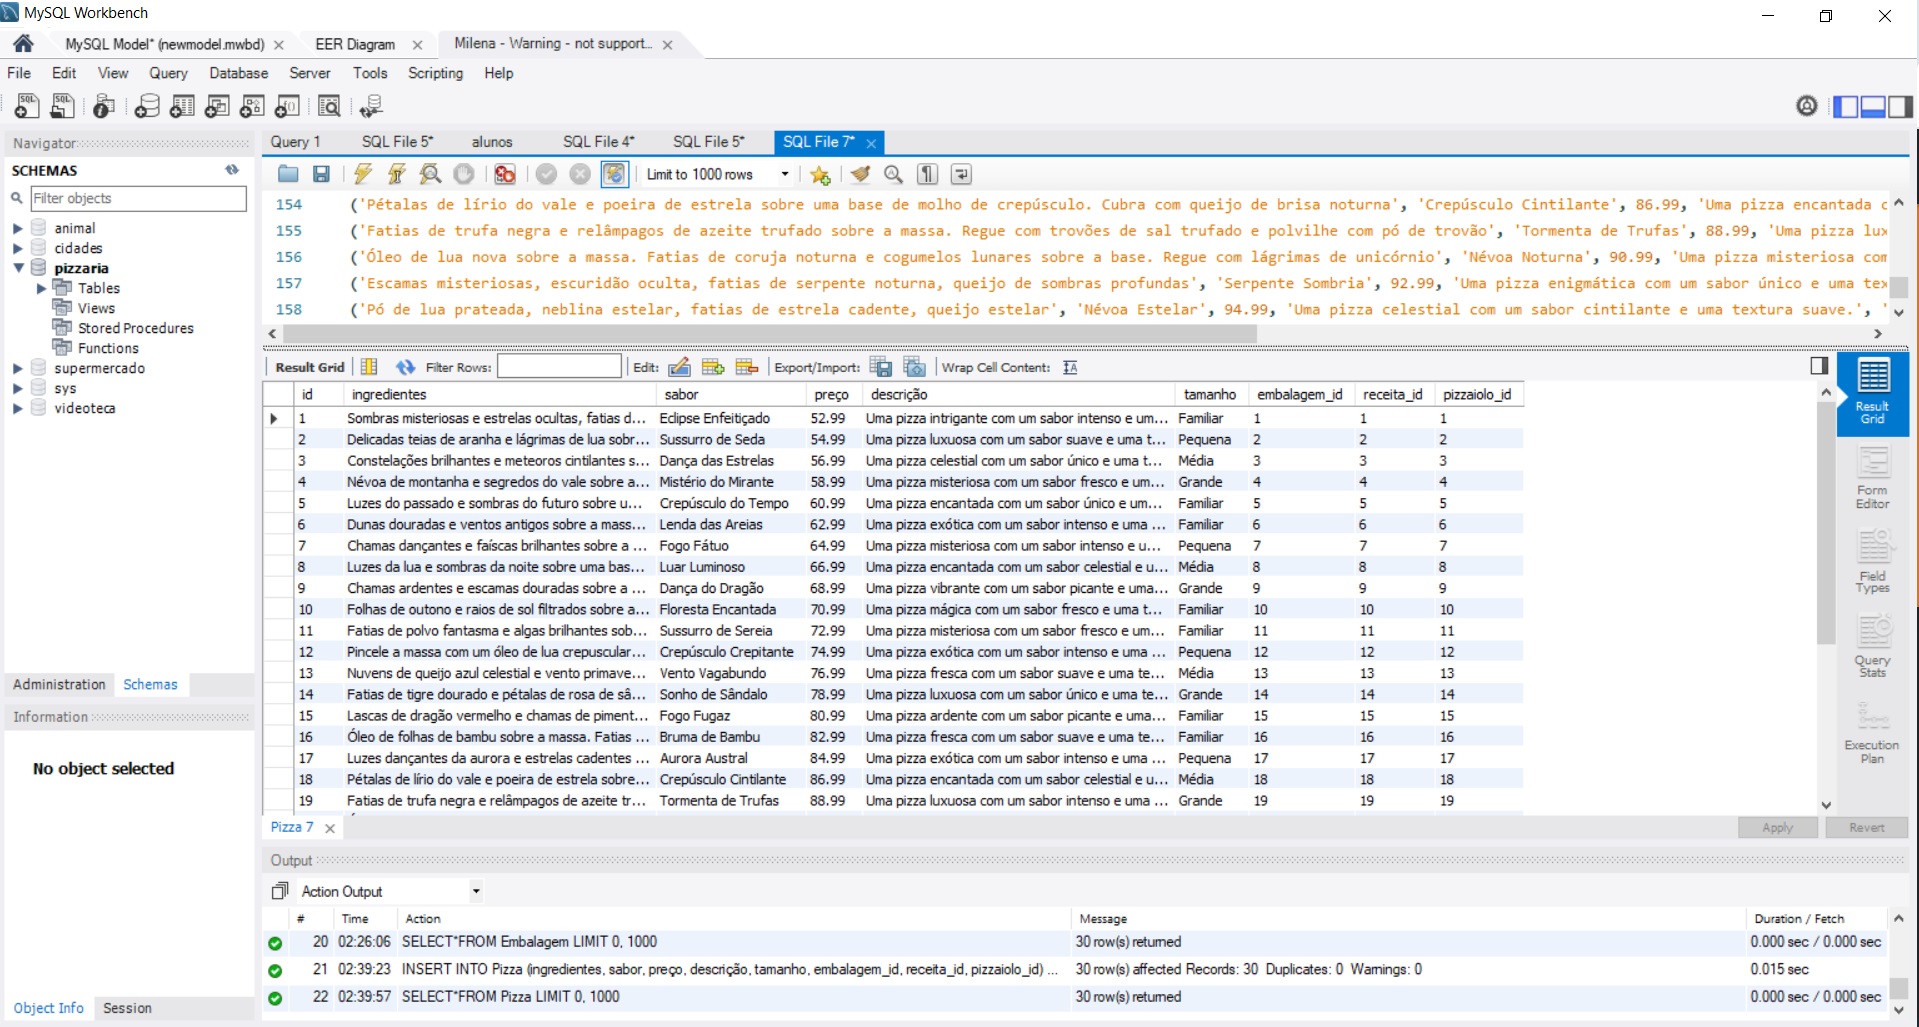 MySQL Workbench
MySQL Model* (newmodel.mwbd) EER Diagram Milena - Warning - not support...
File Edit View Query Database Server Tools Scripting Help
Navigator
SCHEMAS
Filter objects
animal
cidades
pizzaria
Tables
Views
Stored Procedures
Functions
supermercado
sys
videoteca
Administration Schemas
Information
No object selected
Object Info Session
Query 1 SQL File 5* alunos SQL File 4* SQL File 5* SQL File 7*
Limit to 1000 rows
154 ('Pétalas de lírio do vale e poeira de estrela sobre uma base de molho de crepúsculo. Cubra com queijo de brisa noturna', 'Crepúsculo Cintilante', 86.99, 'Uma pizza encantada c
155 ('Fatias de trufa negra e relâmpagos de azeite trufado sobre a massa. Regue com trovões de sal trufado e polvilhe com pó de trovão', 'Tormenta de Trufas', 88.99, 'Uma pizza lux
156 ('Óleo de lua nova sobre a massa. Fatias de coruja noturna e cogumelos lunares sobre a base. Regue com lágrimas de unicórnio', 'Névoa Noturna', 90.99, 'Uma pizza misteriosa com
157 ('Escamas misteriosas, escuridão oculta, fatias de serpente noturna, queijo de sombras profundas', 'Serpente Sombria', 92.99, 'Uma pizza enigmática com um sabor único e uma tex
158 ('Pó de lua prateada, neblina estelar, fatias de estrela cadente, queijo estelar', 'Névoa Estelar', 94.99, 'Uma pizza celestial com um sabor cintilante e uma textura suave.', '
Result Grid Filter Rows: Edit: Export/Import: Wrap Cell Content:
id ingredientes sabor preço descrição tamanho embalagem_id receita_id pizzaiolo_id
1 Sombras misteriosas e estrelas ocultas, fatias d... Eclipse Enfeitiçado 52.99 Uma pizza intrigante com um sabor intenso e um... Familiar 1 1 1
2 Delicadas teias de aranha e lágrimas de lua sobr... Sussurro de Seda 54.99 Uma pizza luxuosa com um sabor suave e uma t... Pequena 2 2 2
3 Constelações brilhantes e meteoros cintilantes s... Dança das Estrelas 56.99 Uma pizza celestial com um sabor único e uma t... Média 3 3 3
4 Névoa de montanha e segredos do vale sobre a... Mistério do Mirante 58.99 Uma pizza misteriosa com um sabor fresco e um... Grande 4 4 4
5 Luzes do passado e sombras do futuro sobre u... Crepúsculo do Tempo 60.99 Uma pizza encantada com um sabor único e um... Familiar 5 5 5
6 Dunas douradas e ventos antigos sobre a mass... Lenda das Areias 62.99 Uma pizza exótica com um sabor intenso e uma ... Familiar 6 6 6
7 Chamas dançantes e faíscas brilhantes sobre a ... Fogo Fátuo 64.99 Uma pizza misteriosa com um sabor intenso e u... Pequena 7 7 7
8 Luzes da lua e sombras da noite sobre uma bas... Luar Luminoso 66.99 Uma pizza encantada com um sabor celestial e u... Média 8 8 8
9 Chamas ardentes e escamas douradas sobre a ... Dança do Dragão 68.99 Uma pizza vibrante com um sabor picante e uma... Grande 9 9 9
10 Folhas de outono e raios de sol filtrados sobre a... Floresta Encantada 70.99 Uma pizza mágica com um sabor fresco e uma t... Familiar 10 10 10
11 Fatias de polvo fantasma e algas brilhantes sob... Sussurro de Sereia 72.99 Uma pizza misteriosa com um sabor fresco e um... Familiar 11 11 11
12 Pincele a massa com um óleo de lua crepuscular... Crepúsculo Crepitante 74.99 Uma pizza exótica com um sabor intenso e uma ... Pequena 12 12 12
13 Nuvens de queijo azul celestial e vento primave... Vento Vagabundo 76.99 Uma pizza fresca com um sabor suave e uma te... Média 13 13 13
14 Fatias de tigre dourado e pétalas de rosa de sâ... Sonho de Sândalo 78.99 Uma pizza luxuosa com um sabor único e uma te... Grande 14 14 14
15 Lascas de dragão vermelho e chamas de piment... Fogo Fugaz 80.99 Uma pizza ardente com um sabor picante e uma... Familiar 15 15 15
16 Óleo de folhas de bambu sobre a massa. Fatias ... Bruma de Bambu 82.99 Uma pizza fresca com um sabor suave e uma te... Familiar 16 16 16
17 Luzes dançantes da aurora e estrelas cadentes ... Aurora Austral 84.99 Uma pizza exótica com um sabor intenso e uma ... Pequena 17 17 17
18 Pétalas de lírio do vale e poeira de estrela sobre... Crepúsculo Cintilante 86.99 Uma pizza encantada com um sabor celestial e u... Média 18 18 18
19 Fatias de trufa negra e relâmpagos de azeite tr... Tormenta de Trufas 88.99 Uma pizza luxuosa com um sabor intenso e uma ... Grande 19 19 19
Result Grid
Form Editor
Field Types
Query Stats
Execution Plan
Pizza 7 Apply Revert
Output
Action Output
# Time Action Message Duration / Fetch
20 02:26:06 SELECT*FROM Embalagem LIMIT 0, 1000 30 row(s) returned 0.000 sec / 0.000 sec
21 02:39:23 INSERT INTO Pizza (ingredientes, sabor, preço, descrição, tamanho, embalagem_id, receita_id, pizzaiolo_id) ... 30 row(s) affected Records: 30 Duplicates: 0 Warnings: 0 0.015 sec
22 02:39:57 SELECT*FROM Pizza LIMIT 0, 1000 30 row(s) returned 0.000 sec / 0.000 sec